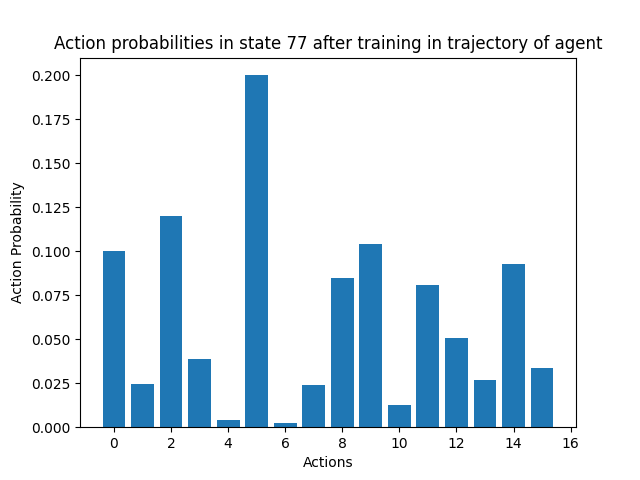 Action probabilities in state 77 after training in trajectory of agent
0.200
0.175
0.150
0.125
0.100
0.075
0.050
0.025
0.000
Action Probability
0 2 4 6 8 10 12 14 16
Actions